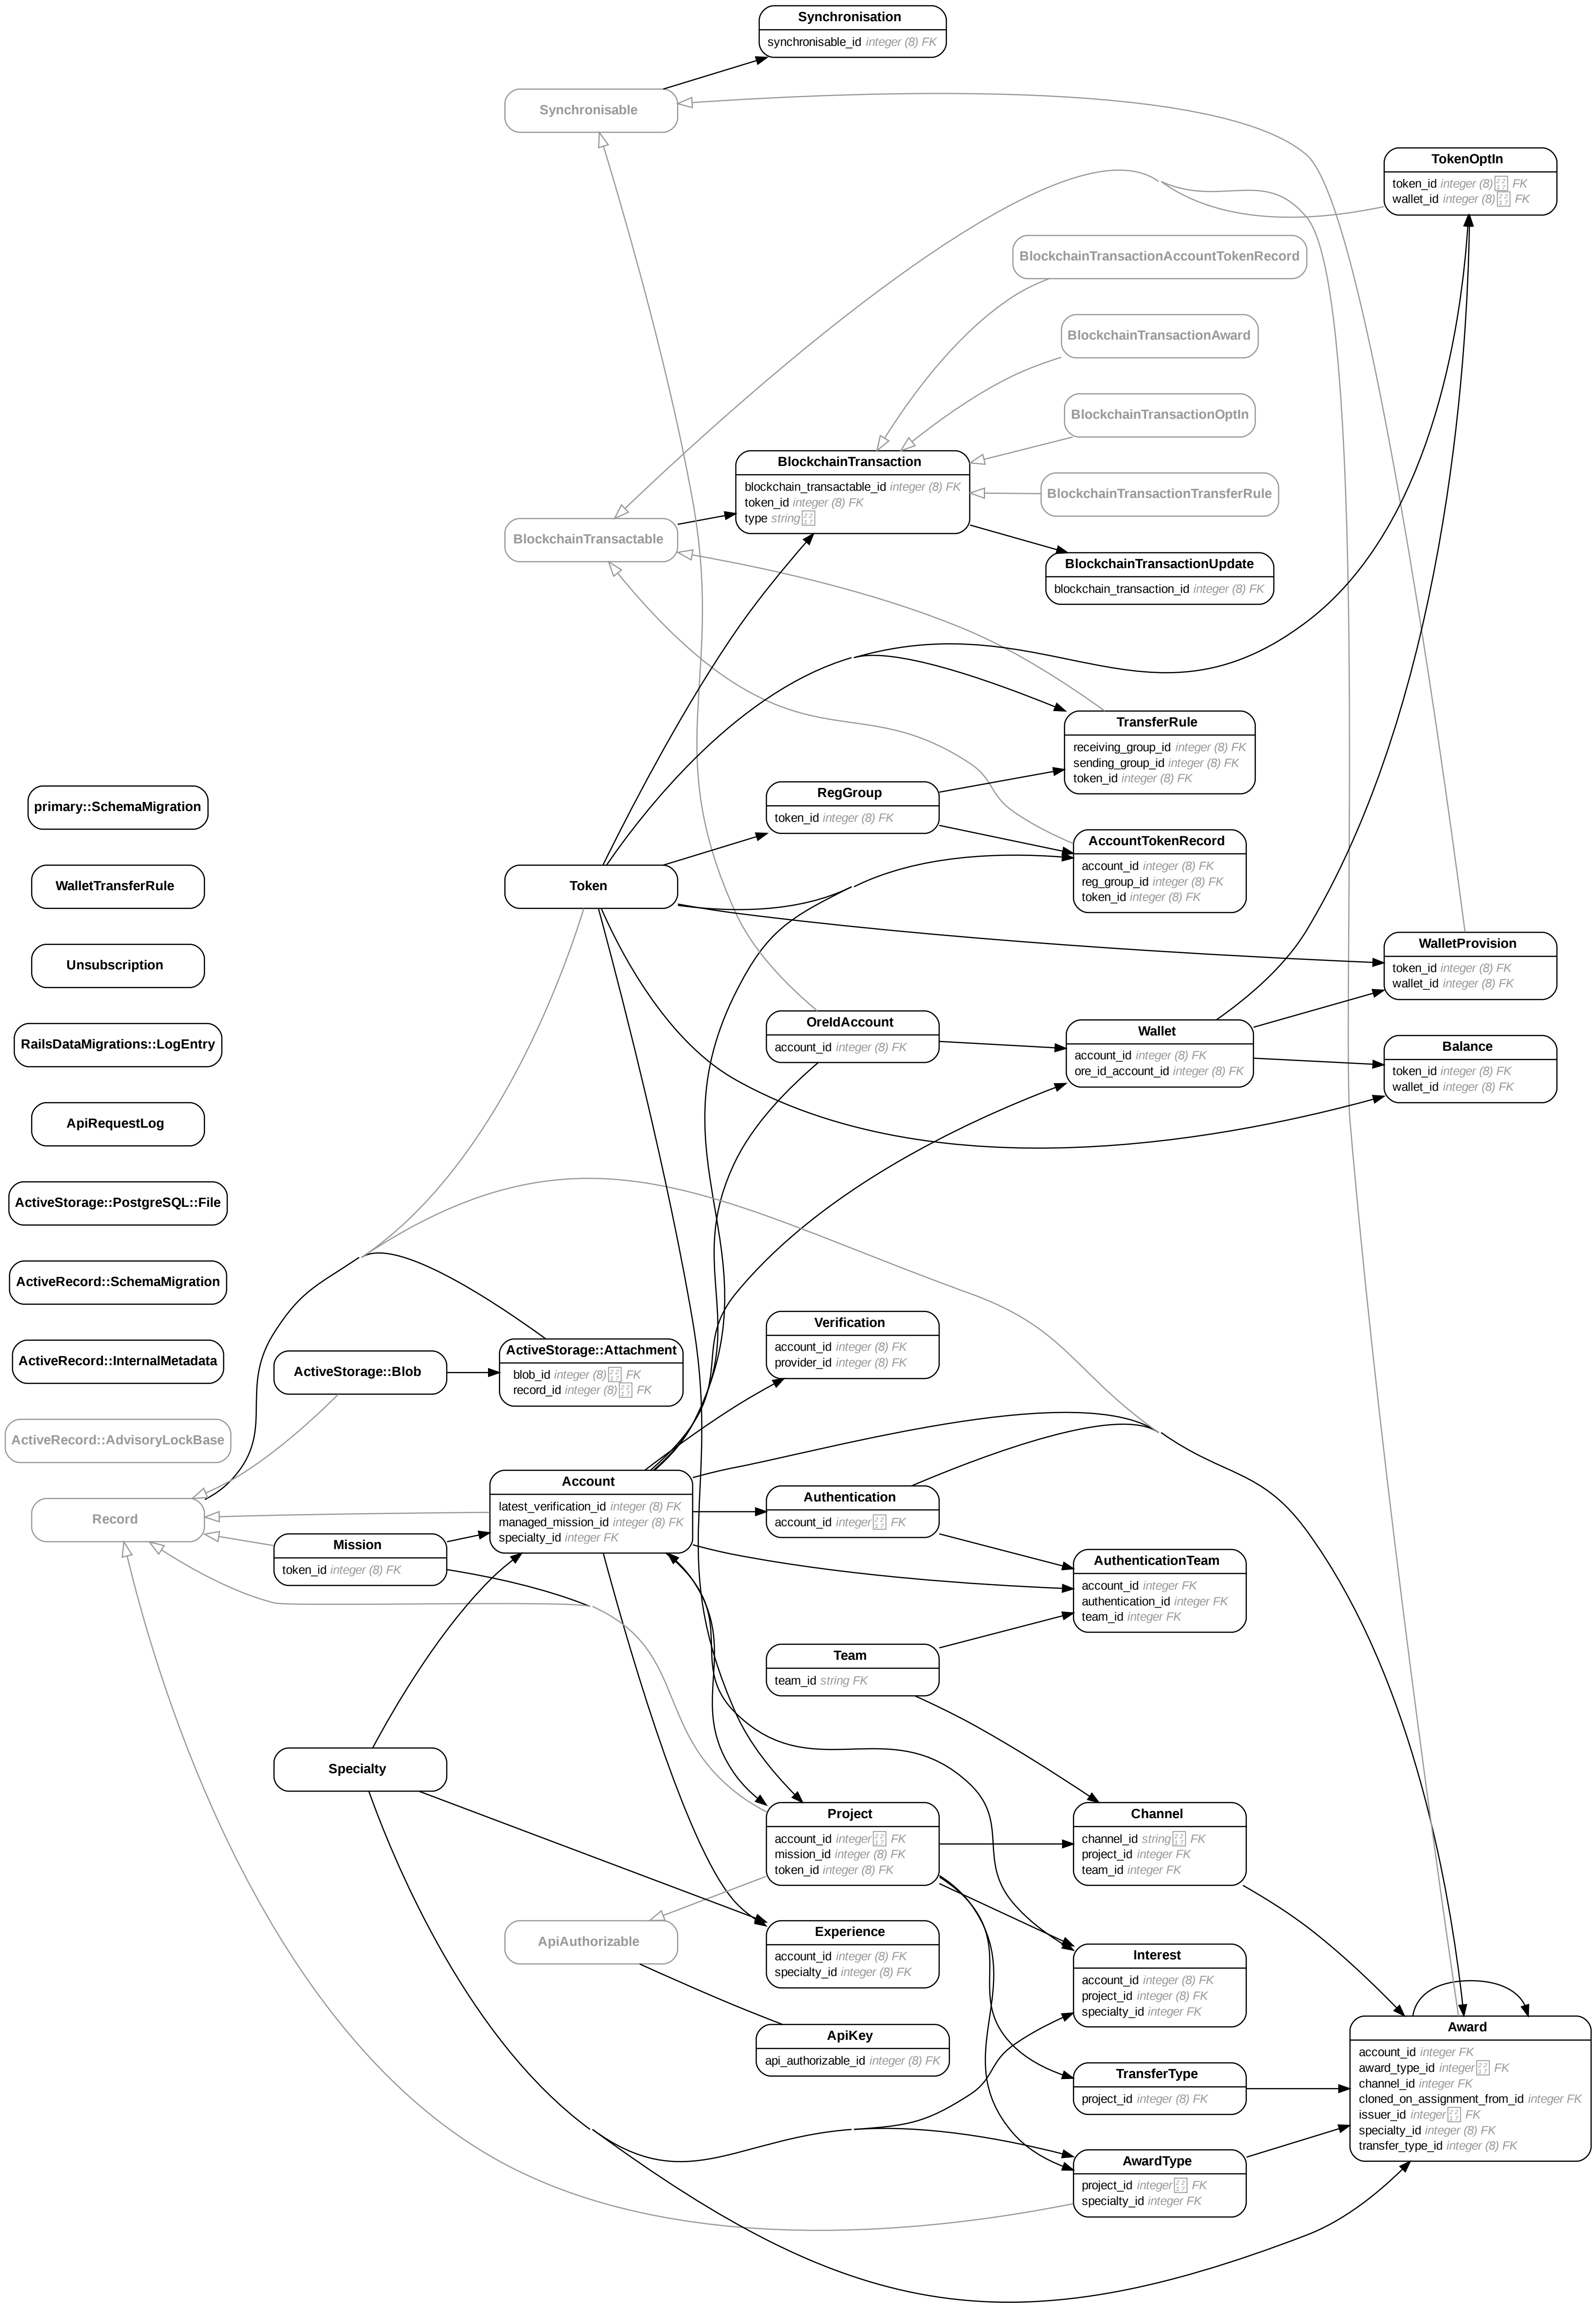 Synchronisation
synchronisable_id integer (8) FK
Synchronisable
TokenOptIn
token_id integer (8) FK
wallet_id integer (8) FK
BlockchainTransactionAccountTokenRecord
BlockchainTransactionAward
BlockchainTransactionOptIn
BlockchainTransaction
blockchain_transactable_id integer (8) FK
token_id integer (8) FK
type string
BlockchainTransactionTransferRule
BlockchainTransactable
BlockchainTransactionUpdate
blockchain_transaction_id integer (8) FK
TransferRule
receiving_group_id integer (8) FK
sending_group_id integer (8) FK
token_id integer (8) FK
primary::SchemaMigration
RegGroup
token_id integer (8) FK
AccountTokenRecord
account_id integer (8) FK
reg_group_id integer (8) FK
token_id integer (8) FK
WalletTransferRule
Token
Unsubscription
WalletProvision
token_id integer (8) FK
wallet_id integer (8) FK
RailsDataMigrations::LogEntry
OreIdAccount
account_id integer (8) FK
Wallet
account_id integer (8) FK
ore_id_account_id integer (8) FK
Balance
token_id integer (8) FK
wallet_id integer (8) FK
ApiRequestLog
ActiveStorage::PostgreSQL::File
ActiveRecord::SchemaMigration
ActiveRecord::InternalMetadata
ActiveStorage::Blob
ActiveStorage::Attachment
blob_id integer (8) FK
record_id integer (8) FK
Verification
account_id integer (8) FK
provider_id integer (8) FK
ActiveRecord::AdvisoryLockBase
Record
Account
latest_verification_id integer (8) FK
managed_mission_id integer (8) FK
specialty_id integer FK
Authentication
account_id integer FK
Mission
token_id integer (8) FK
AuthenticationTeam
account_id integer FK
authentication_id integer FK
team_id integer FK
Team
team_id string FK
Specialty
Project
account_id integer FK
mission_id integer (8) FK
token_id integer (8) FK
Channel
channel_id string FK
project_id integer FK
team_id integer FK
ApiAuthorizable
Experience
account_id integer (8) FK
specialty_id integer (8) FK
Interest
account_id integer (8) FK
project_id integer (8) FK
specialty_id integer FK
ApiKey
api_authorizable_id integer (8) FK
TransferType
project_id integer (8) FK
Award
account_id integer FK
award_type_id integer FK
channel_id integer FK
cloned_on_assignment_from_id integer FK
issuer_id integer FK
specialty_id integer (8) FK
transfer_type_id integer (8) FK
AwardType
project_id integer FK
specialty_id integer FK